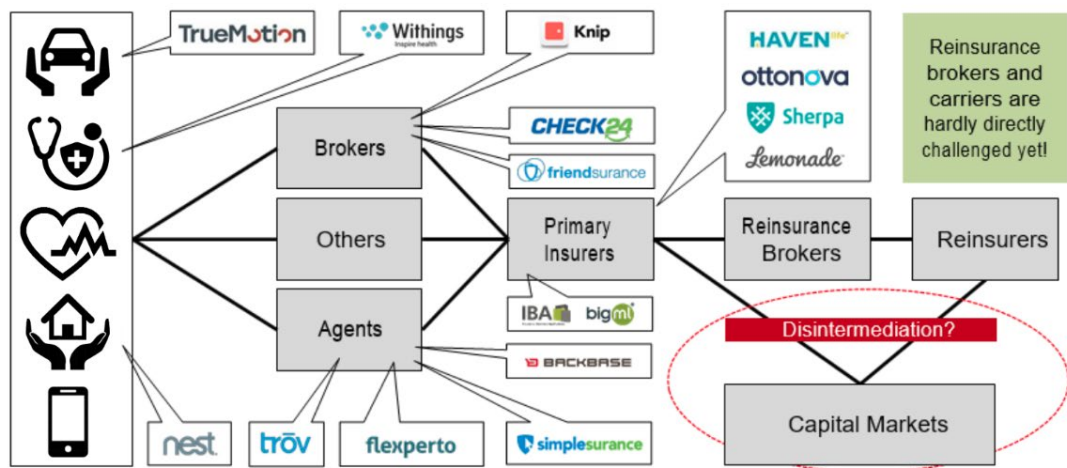 TrueMotion
Withings
Inspire health
Knip
HAVEN life
ottonova
Sherpa
Lemonade
Reinsurance
brokers and
carriers are
hardly directly
challenged yet!
Brokers
CHECK24
friendsurance
Others
Primary
Insurers
Reinsurance
Brokers
Reinsurers
IBA
bigml
Agents
Disintermediation?
BACKBASE
Capital Markets
nest.
trōv
flexperto
simplesurance